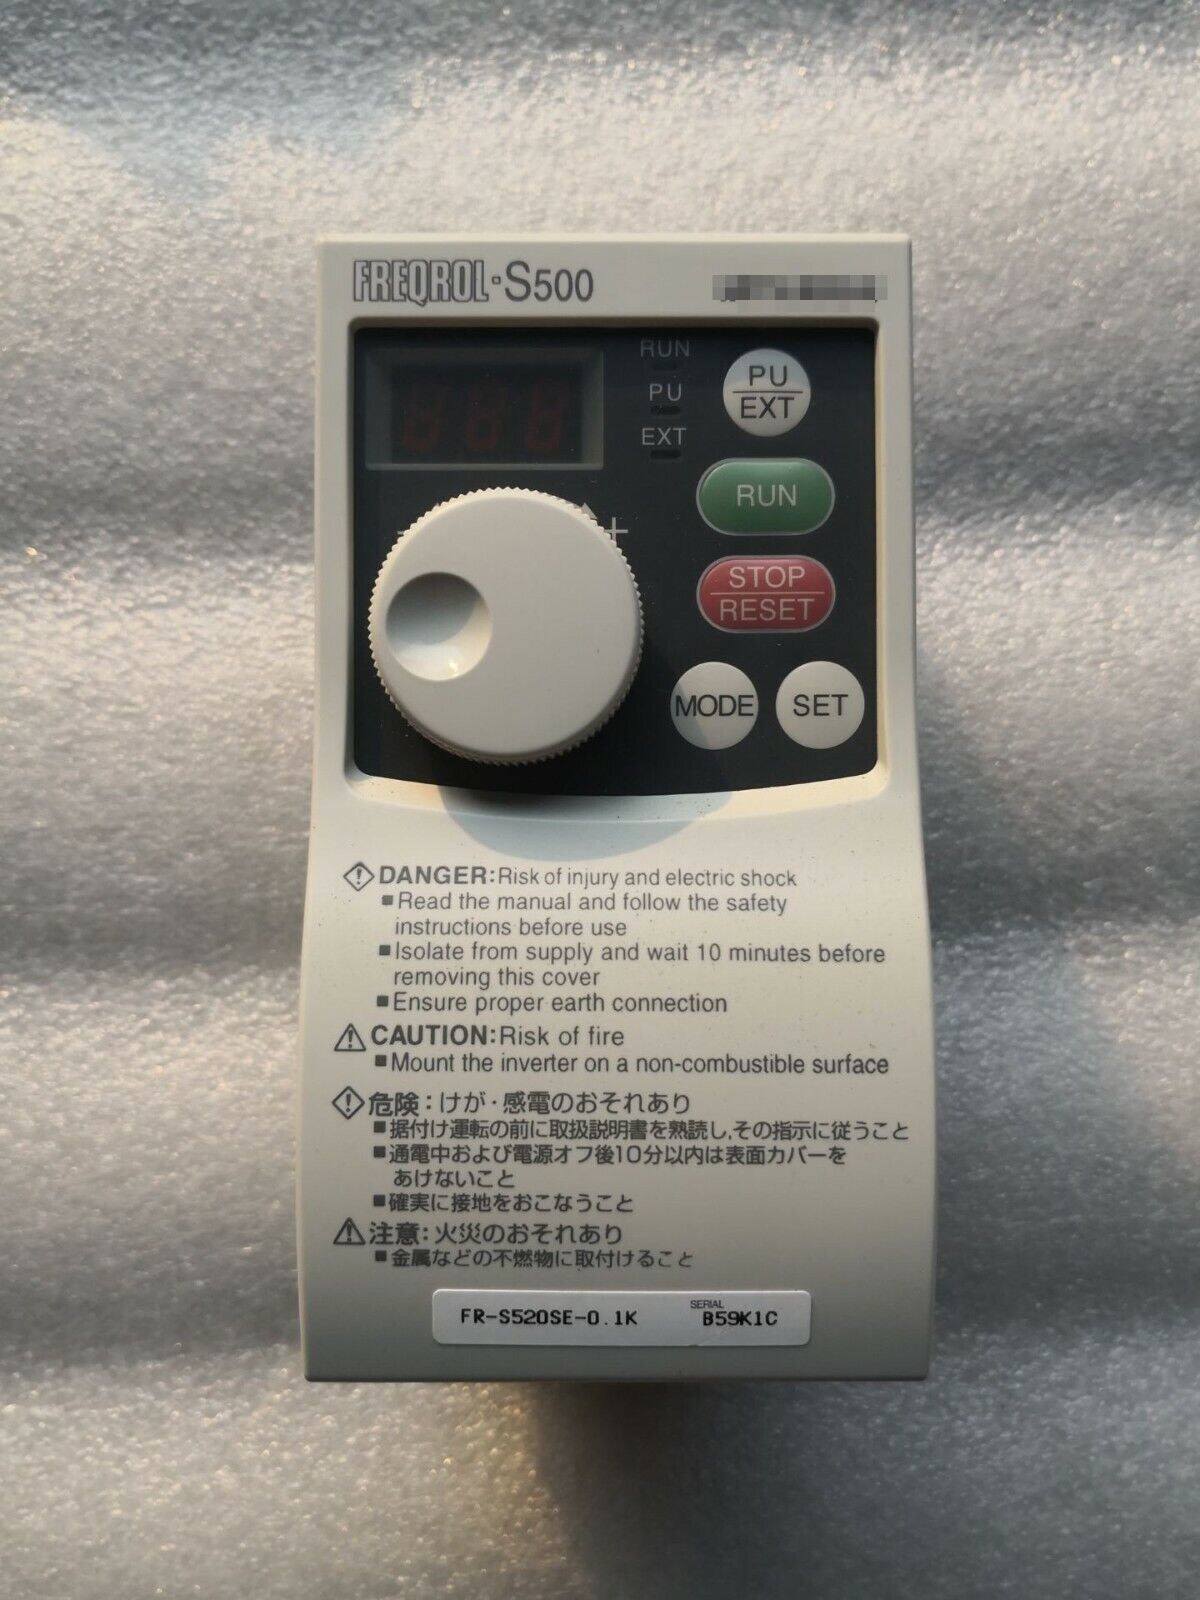 FREQROL-S500
RUN
PU
EXT
PU
EXT
RUN
STOP
RESET
MODE
SET
- +
DANGER:Risk of injury and electric shock
■Read the manual and follow the safety
instructions before use
■Isolate from supply and wait 10 minutes before
removing this cover
■Ensure proper earth connection
CAUTION:Risk of fire
■Mount the inverter on a non-combustible surface
危険:けが・感電のおそれあり
■据付け運転の前に取扱説明書を熟読し,その指示に従うこと
■通電中および電源オフ後10分以内は表面カバーを
あけないこと
■確実に接地をおこなうこと
注意:火災のおそれあり
■金属などの不燃物に取付けること
FR-S520SE-0.1K
SERIAL
B59K1C